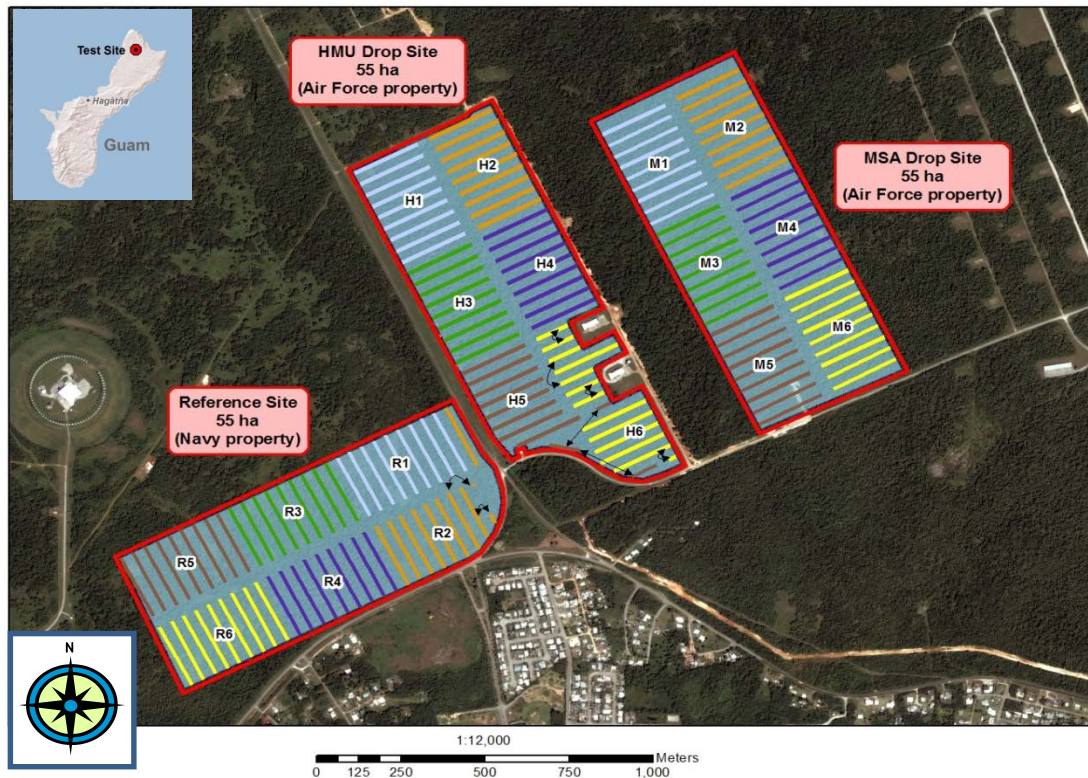 Test Site
Hagåtña
Guam
HMU Drop Site
55 ha
(Air Force property)
MSA Drop Site
55 ha
(Air Force property)
Reference Site
55 ha
(Navy property)
H1
H2
H3
H4
H5
H6
M1
M2
M3
M4
M5
M6
R1
R2
R3
R4
R5
R6
N
1:12,000
Meters
0 125 250 500 750 1,000